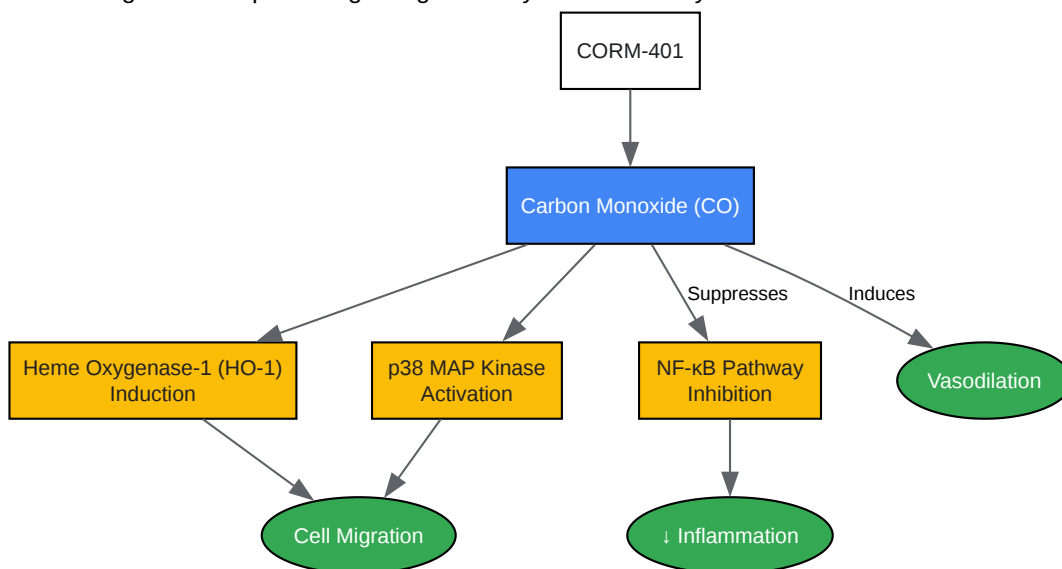 CORM-401
Carbon Monoxide (CO)
Suppresses
Induces
Heme Oxygenase-1 (HO-1)
Induction
p38 MAP Kinase
Activation
NF-κB Pathway
Inhibition
Vasodilation
Cell Migration
↓ Inflammation